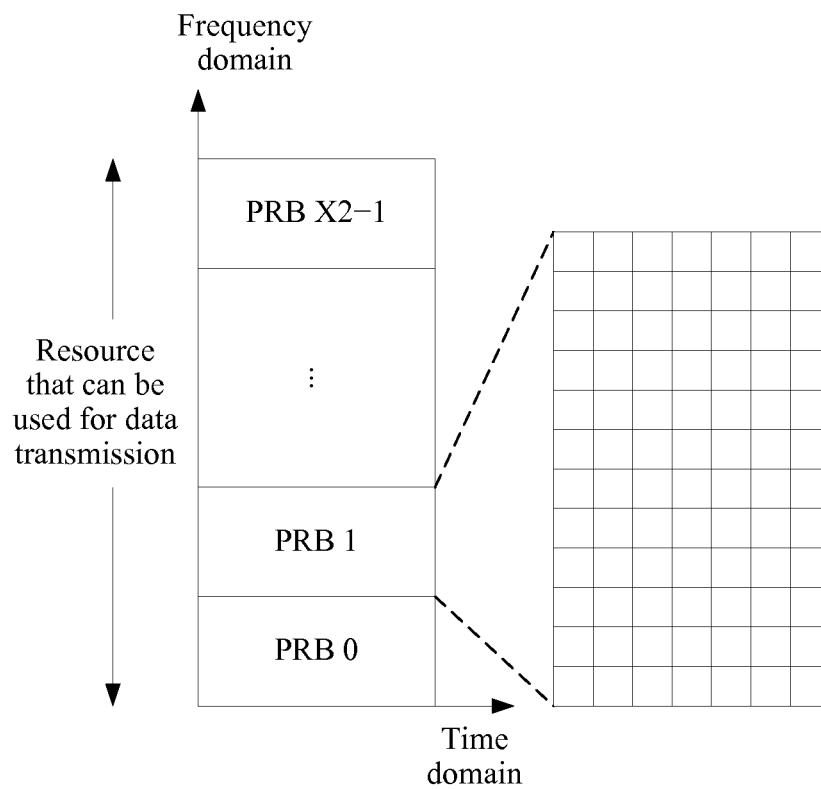 Frequency
domain
PRB X2−1
Resource
that can be
used for data
transmission
⋮
PRB 1
PRB 0
Time
domain